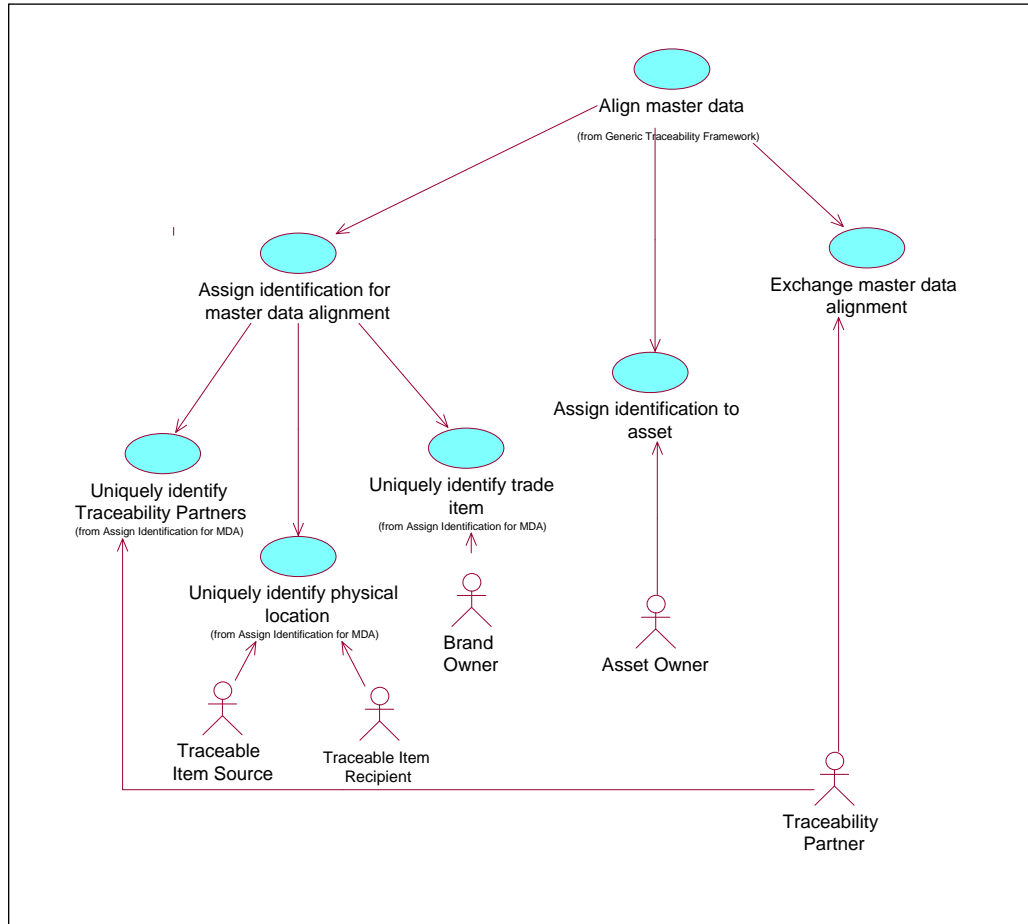 Align master data
(from Generic Traceability Framework)
Assign identification for
master data alignment
Exchange master data
alignment
Assign identification to
asset
Uniquely identify
Traceability Partners
(from Assign Identification for MDA)
Uniquely identify trade
item
(from Assign Identification for MDA)
Uniquely identify physical
location
(from Assign Identification for MDA)
Brand
Owner
Asset Owner
Traceable
Item Source
Traceable Item
Recipient
Traceability
Partner